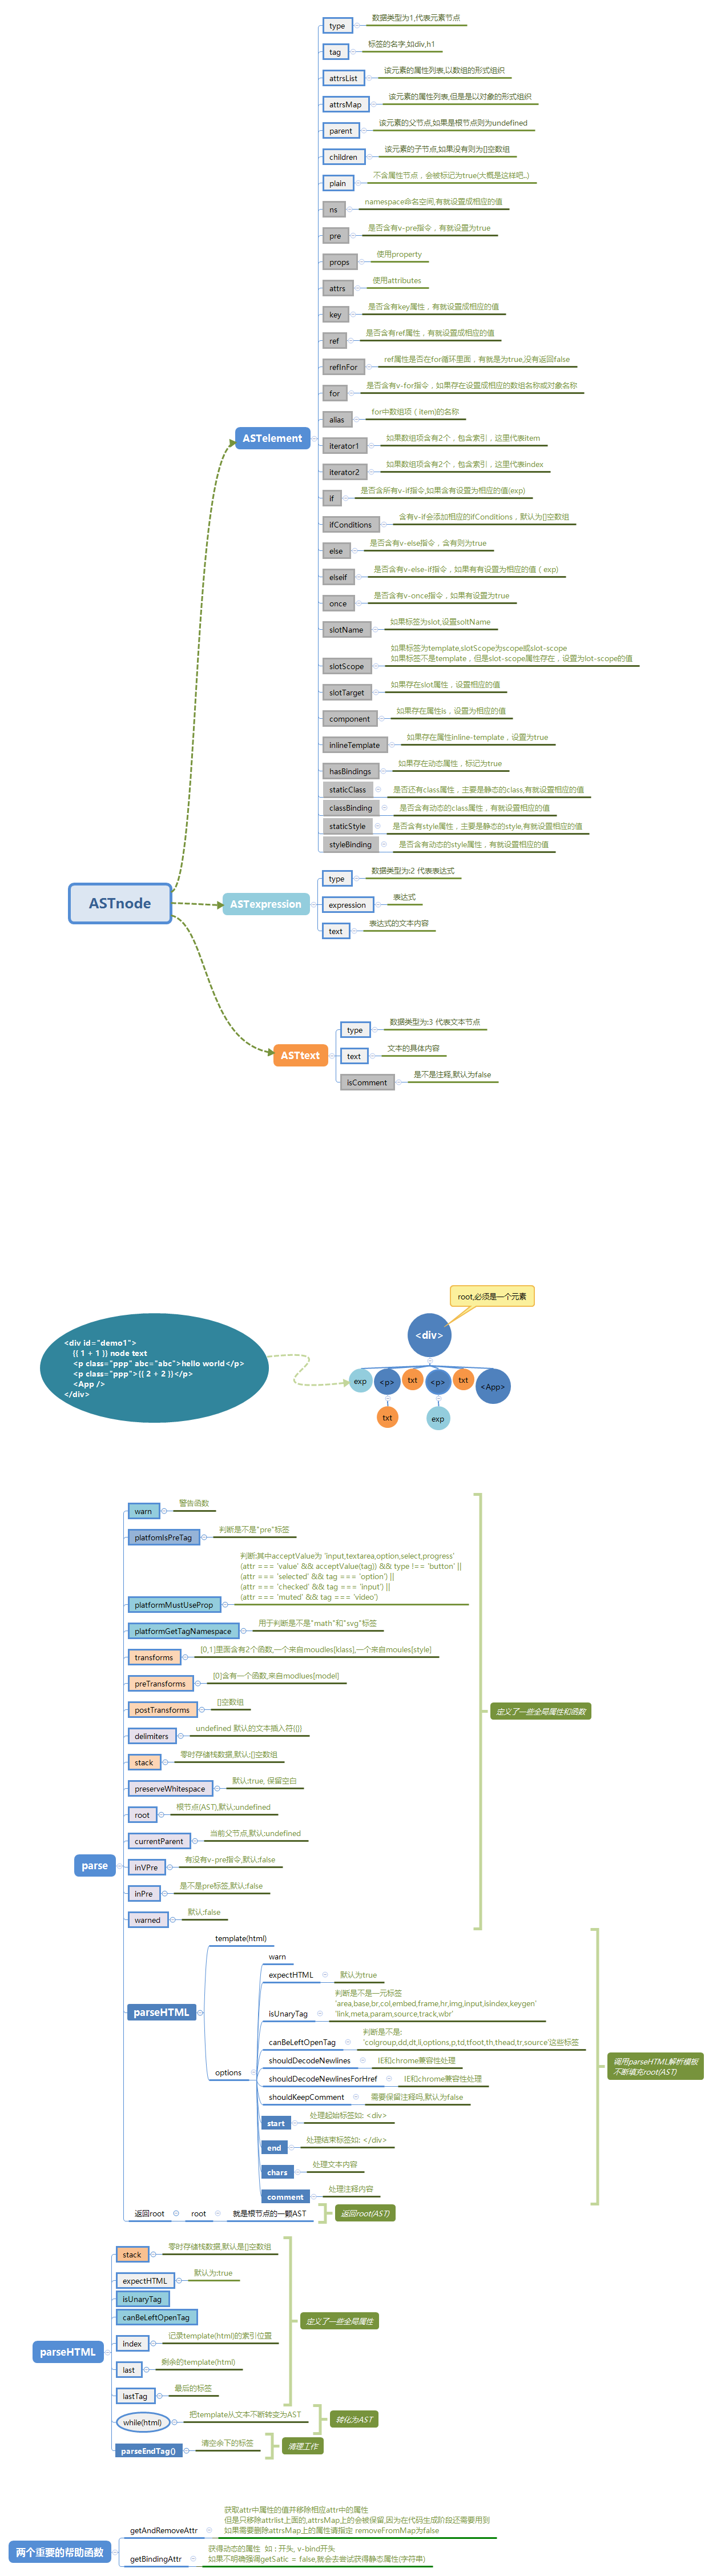 type 数据类型为1,代表元素节点
tag 标签的名字,如div,h1
attrsList 该元素的属性列表,以数组的形式组织
attrsMap 该元素的属性列表,但是是以对象的形式组织
parent 该元素的父节点,如果是根节点则为undefined
children 该元素的子节点,如果没有则为[]空数组
plain 不含属性节点，会被标记为true(大概是这样吧..)
ns namespace非名空间,有就设置成相应的值
pre 是否含有v-pre指令，有就设置为true
props 使用property
attrs 使用attributes
key 是否含有key属性，有就设置成相应的值
ref 是否含有ref属性，有就设置成相应的值
refInFor ref属性是否在for循环里面，有就是为true,没有返回false
for 是否含有v-for指令，如果存在设置成相应的数组名称或对象名称
alias for中数组项（item)的名称
ASTelement
iterator1 如果数组项含有2个，包含索引，这里代表item
iterator2 如果数组项含有2个，包含索引，这里代表index
if 是否含所有v-if指令,如果含有设置为相应的值(exp)
ifConditions 含有v-if会添加相应的ifConditions，默认为[]空数组
else 是否含有v-else指令，含有则为true
elseif 是否含有v-else-if指令，如果有有设置为相应的值（exp)
once 是否含有v-once指令，如果有设置为true
slotName 如果标签为slot,设置soltName
如果标签为template,slotScope为scope或slot-scope
slotScope 如果标签不是template，但是slot-scope属性存在，设置为lot-scope的值
slotTarget 如果存在slot属性，设置相应的值
component 如果存在属性is，设置为相应的值
inlineTemplate 如果存在属性inline-template，设置为true
hasBindings 如果存在动态属性，标记为true
staticClass 是否还有class属性，主要是静态的class,有就设置相应的值
classBinding 是否含有动态的class属性，有就设置相应的值
staticStyle 是否含有style属性，主要是静态的style,有就设置相应的值
styleBinding 是否含有动态的style属性，有就设置相应的值
type 数据类型为:2 代表表达式
ASTnode
ASTexpression
expression 表达式
text 表达式的文本内容
type 数据类型为:3 代表文本节点
ASTtext
text 文本的具体内容
isComment 是不是注释,默认为false
root,必须是一个元素
<div>
<div id="demo1">
{{ 1 + 1 }} node text
<p class="ppp" abc="abc">hello world</p>
<p class="ppp">{{ 2 + 2 }}</p>
<App />
</div>
exp <p> txt <p> txt <App>
txt exp
warn 警告函数
platfomIsPreTag 判断是不是"pre"标签
判断:其中acceptValue为 'input,textarea,option,select,progress'
(attr === 'value' && acceptValue(tag)) && type !== 'button' ||
(attr === 'selected' && tag === 'option') ||
(attr === 'checked' && tag === 'input') ||
platformMustUseProp (attr === 'muted' && tag === 'video')
platformGetTagNamespace 用于判断是不是"math"和"svg"标签
transforms [0,1]里面含有2个函数,一个来自moudles[klass],一个来自moules[style]
preTransforms [0]含有一个函数,来自modlues[model]
postTransforms []空数组
定义了一些全局属性和函数
delimiters undefined 默认的文本插入符({})
stack 零时存储栈数据,默认:[]空数组
preserveWhitespace 默认:true, 保留空白
root 根节点(AST),默认:undefined
currentParent 当前父节点,默认:undefined
parse
inVPre 有没有v-pre指令,默认:false
inPre 是不是pre标签,默认:false
warned 默认:false
template(html)
warn
expectHTML 默认为true
判断是不是一元标签
'area,base,br,col,embed,frame,hr,img,input,isindex,keygen'
parseHTML
isUnaryTag 'link,meta,param,source,track,wbr'
判断是不是:
canBeLeftOpenTag 'colgroup,dd,dt,li,options,p,td,tfoot,th,thead,tr,source'这些标签
shouldDecodeNewlines IE和chrome兼容性处理
调用parseHTML解析模板
不断填充root(AST)
options
shouldDecodeNewlinesForHref IE和chrome兼容性处理
shouldKeepComment 需要保留注释吗,默认为false
start 处理起始标签如: <div>
end 处理结束标签如: </div>
chars 处理文本内容
comment 处理注释内容
返回root root 就是根节点的一颗AST 返回root(AST)
stack 零时存储栈数据,默认是[]空数组
expectHTML 默认为:true
isUnaryTag
canBeLeftOpenTag
定义了一些全局属性
index 记录template(html)的索引位置
parseHTML
last 剩余的template(html)
lastTag 最后的标签
while(html) 把template从文本不断转变为AST 转化为AST
parseEndTag() 清空余下的标签 清理工作
获取attr中属性的值并移除相应attr中的属性
但是只移除attrlist上面的,attrsMap上的会被保留,因为在代码生成阶段还需要用到
getAndRemoveAttr 如果需要删除attrsMap上的属性请指定 removeFromMap为false
两个重要的帮助函数
获得动态的属性 如 : 开头, v-bind开头
getBindingAttr 如果不明确强调getSatic = false,就会去尝试获得静态属性(字符串)